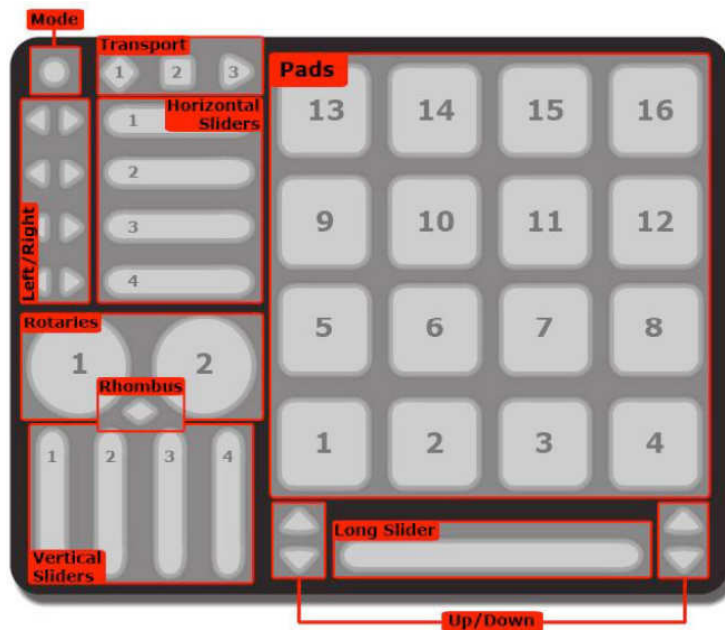 Mode
Transport
1 2 3
Pads
13 14 15 16
Horizontal
Sliders
1
2
3
4
Left/Right
9 10 11 12
5 6 7 8
1 2 3 4
Rotaries
1 2
Rhombus
1 2 3 4
Vertical
Sliders
Long Slider
Up/Down